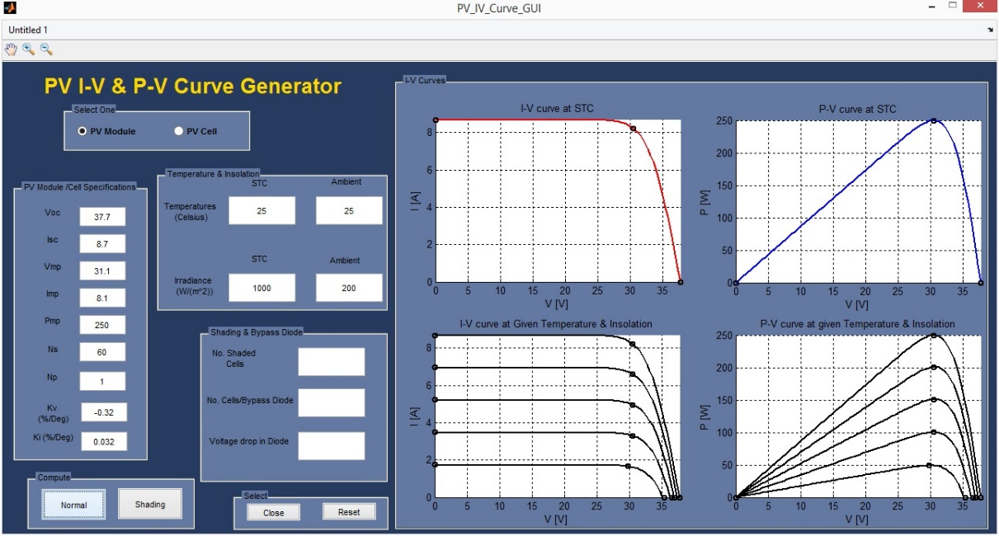 PV_IV_Curve_GUI
Untitled 1
PV I-V & P-V Curve Generator
Select One
PV Module
PV Cell
PV Module /Cell Specifications
Voc 37.7
Isc 8.7
Vmp 31.1
Imp 8.1
Pmp 250
Ns 60
Np 1
Kv
(%/Deg) -0.32
Ki (%/Deg) 0.032
Temperature & Insolation
STC Ambient
Temperatures
(Celsius) 25 25
STC Ambient
Irradiance
(W/(m^2)) 1000 200
Shading & Bypass Diode
No. Shaded
Cells
No. Cells/Bypass Diode
Voltage drop in Diode
Compute
Normal Shading
Select
Close Reset
I-V Curves
I-V curve at STC
I [A]
8
6
4
2
0
0 5 10 15 20 25 30 35
V [V]
P-V curve at STC
P [W]
250
200
150
100
50
0
0 5 10 15 20 25 30 35
V [V]
I-V curve at Given Temperature & Insolation
I [A]
8
6
4
2
0
0 5 10 15 20 25 30 35
V [V]
P-V curve at given Temperature & Insolation
P [W]
250
200
150
100
50
0
0 5 10 15 20 25 30 35
V [V]